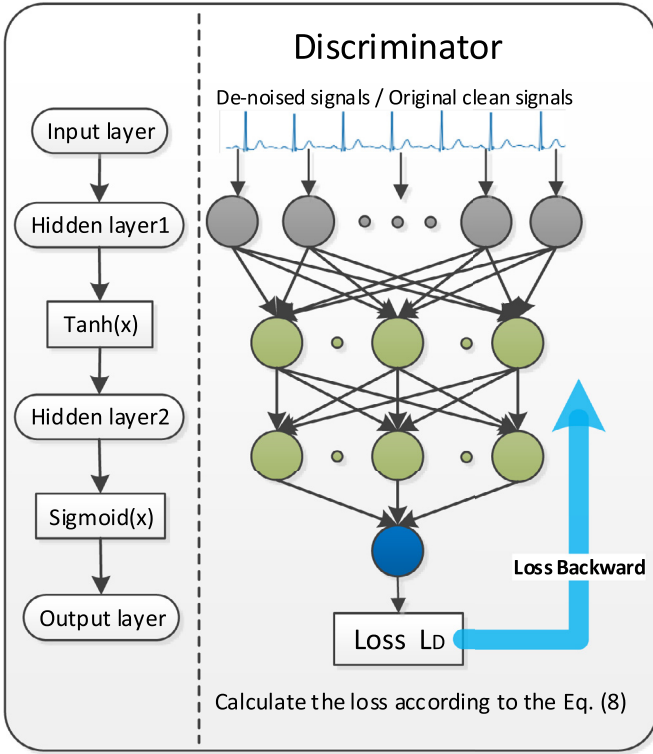 Discriminator
De-noised signals / Original clean signals
Input layer
Hidden layer1
Tanh(x)
Hidden layer2
Sigmoid(x)
Output layer
Loss Backward
Loss LD
Calculate the loss according to the Eq. (8)